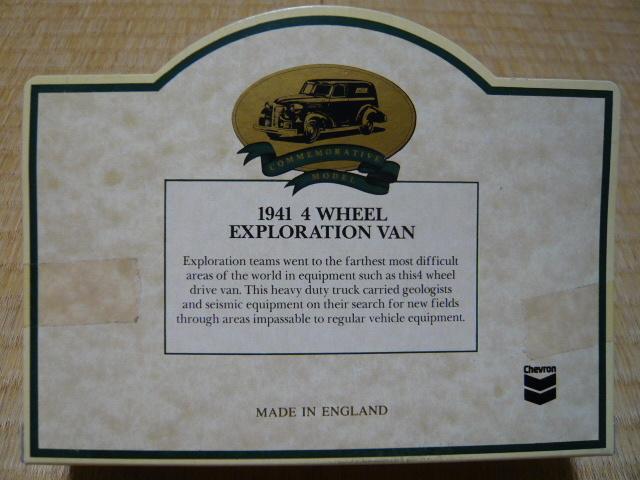 COMMEMORATIVE
MODEL
1941 4 WHEEL
EXPLORATION VAN
Exploration teams went to the farthest most difficult
areas of the world in equipment such as this4 wheel
drive van. This heavy duty truck carried geologists
and seismic equipment on their search for new fields
through areas impassable to regular vehicle equipment.
Chevron
MADE IN ENGLAND